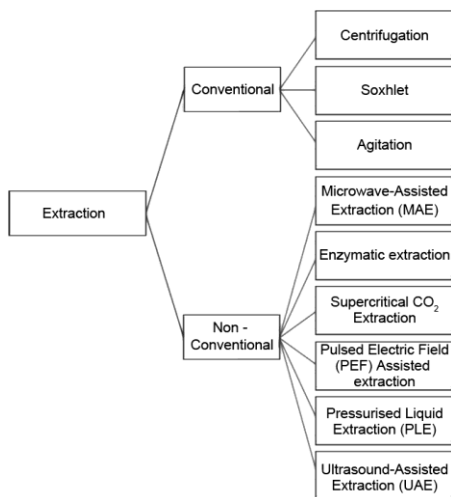 Centrifugation
Conventional
Soxhlet
Agitation
Extraction
Microwave-Assisted
Extraction (MAE)
Enzymatic extraction
Supercritical CO₂
Extraction
Non -
Conventional
Pulsed Electric Field
(PEF) Assisted
extraction
Pressurised Liquid
Extraction (PLE)
Ultrasound-Assisted
Extraction (UAE)